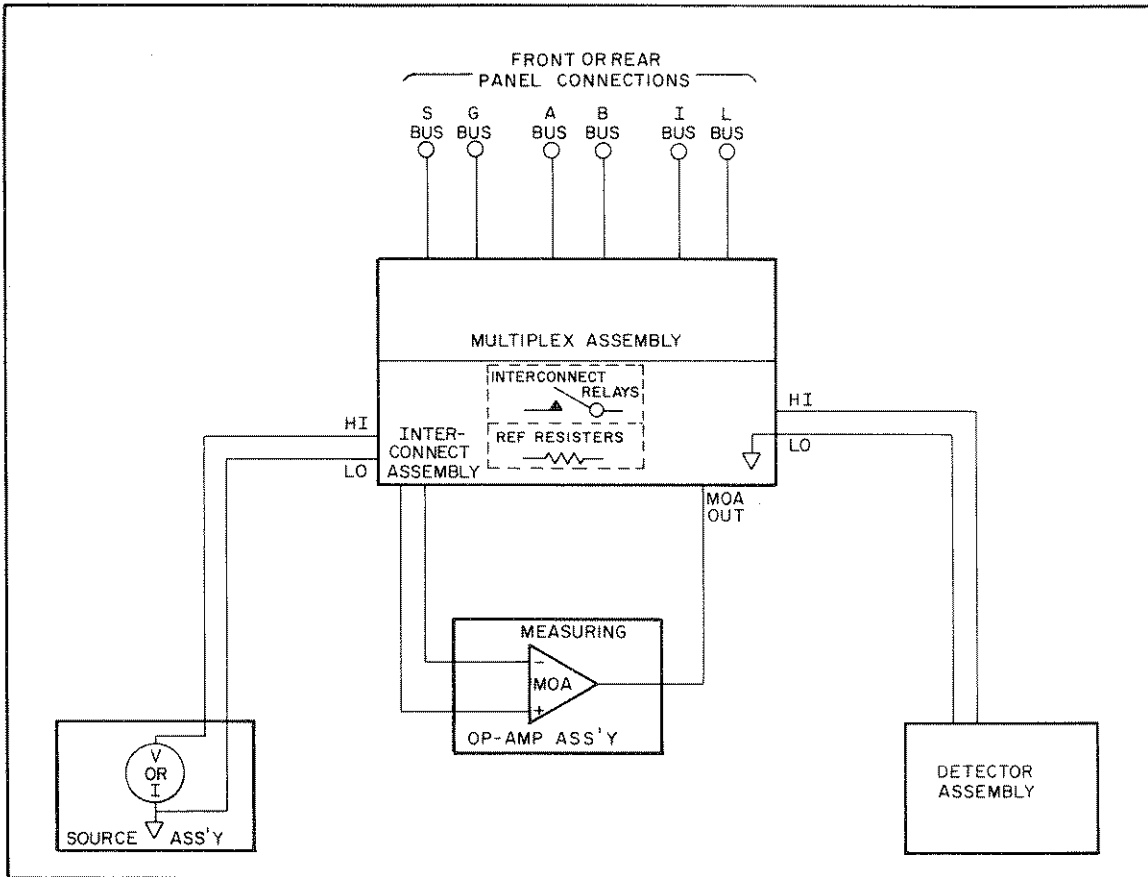 FRONT OR REAR
PANEL CONNECTIONS
S BUS
G BUS
A BUS
B BUS
I BUS
L BUS
MULTIPLEX ASSEMBLY
INTERCONNECT
RELAYS
REF RESISTERS
INTER-
CONNECT
ASSEMBLY
HI
LO
HI
LO
MOA
OUT
MEASURING
-
MOA
+
OP-AMP ASS'Y
V
OR
I
SOURCE ASS'Y
DETECTOR
ASSEMBLY